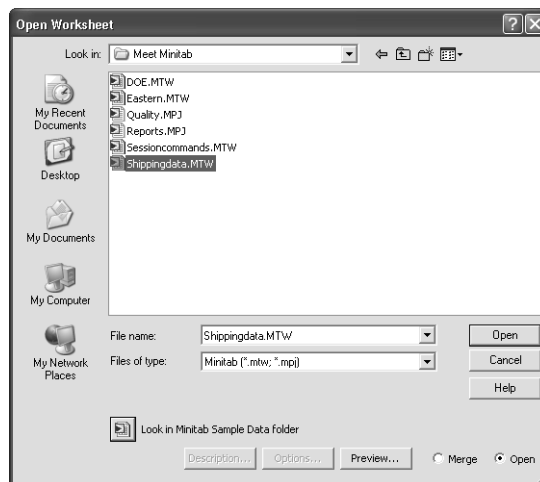 Open Worksheet
Look in:
Meet Minitab
DOE.MTW
Eastern.MTW
Quality.MPJ
Reports.MPJ
Sessioncommands.MTW
Shippingdata.MTW
My Recent
Documents
Desktop
My Documents
My Computer
My Network
Places
File name:
Shippingdata.MTW
Open
Files of type:
Minitab (*.mtw; *.mpj)
Cancel
Help
Look in Minitab Sample Data folder
Description...
Options...
Preview...
Merge
Open